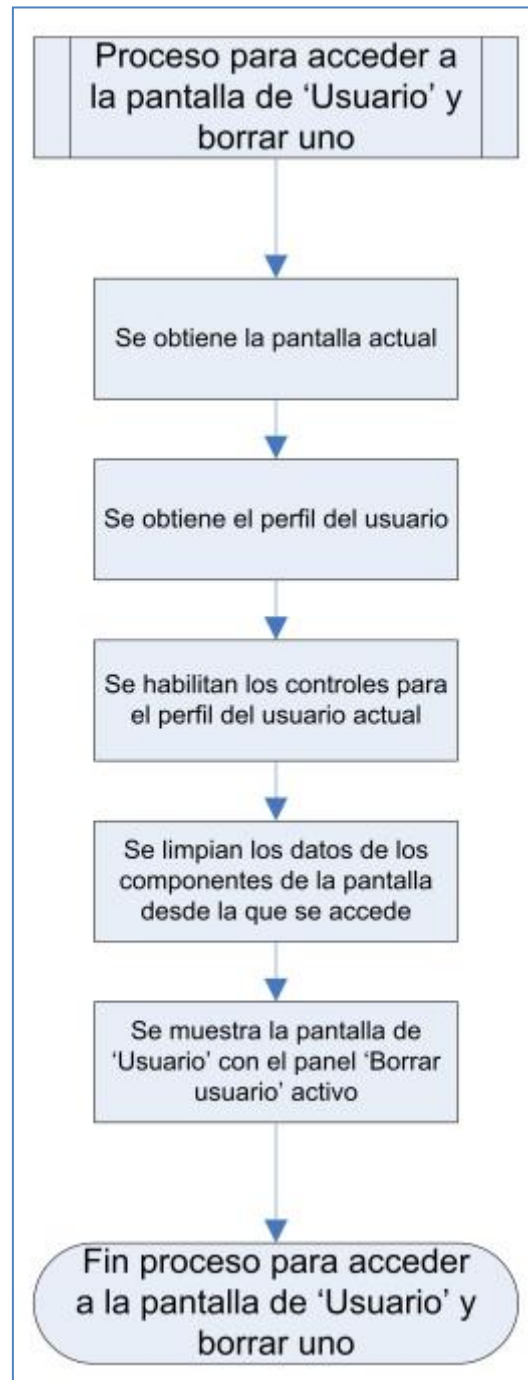 Proceso para acceder a
la pantalla de ‘Usuario’ y
borrar uno
Se obtiene la pantalla actual
Se obtiene el perfil del usuario
Se habilitan los controles para
el perfil del usuario actual
Se limpian los datos de los
componentes de la pantalla
desde la que se accede
Se muestra la pantalla de
‘Usuario’ con el panel ‘Borrar
usuario’ activo
Fin proceso para acceder
a la pantalla de ‘Usuario’ y
borrar uno